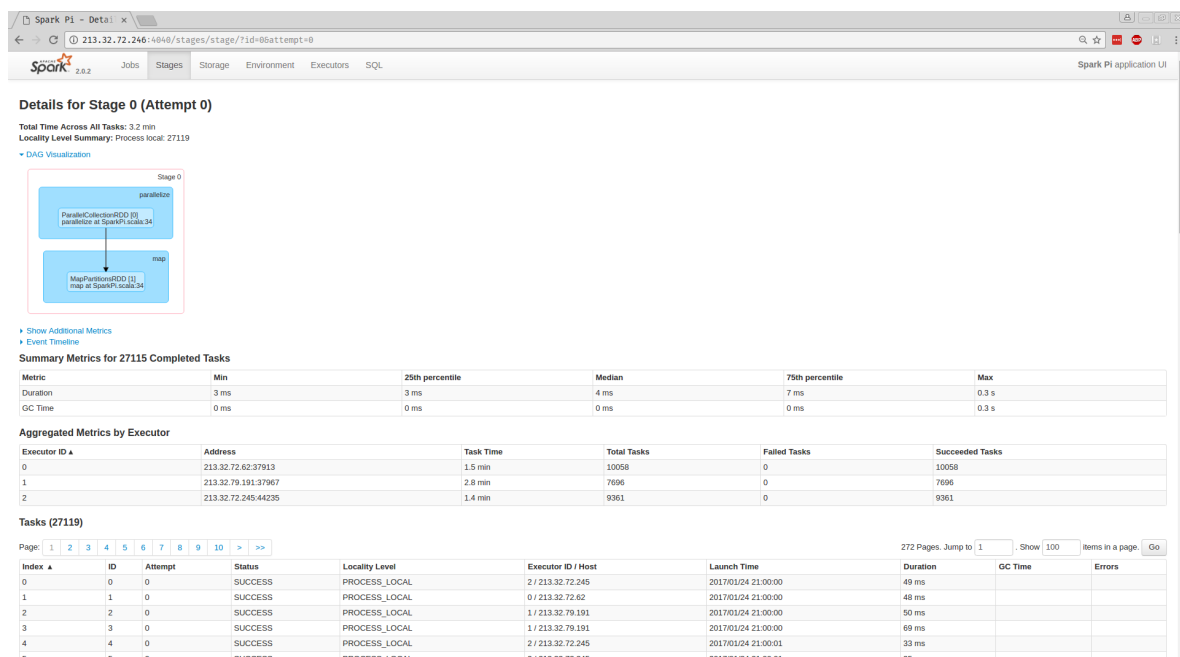 Spark Pi - Detai ×
213.32.72.246:4040/stages/stage/?id=0&attempt=0
APACHE Spark 2.0.2 Jobs Stages Storage Environment Executors SQL Spark Pi application UI
Details for Stage 0 (Attempt 0)
Total Time Across All Tasks: 3.2 min
Locality Level Summary: Process local: 27119
DAG Visualization
Stage 0
parallelize
ParallelCollectionRDD [0]
parallelize at SparkPi.scala:34
map
MapPartitionsRDD [1]
map at SparkPi.scala:34
Show Additional Metrics
Event Timeline
Summary Metrics for 27115 Completed Tasks
Metric Min 25th percentile Median 75th percentile Max
Duration 3 ms 3 ms 4 ms 7 ms 0.3 s
GC Time 0 ms 0 ms 0 ms 0 ms 0.3 s
Aggregated Metrics by Executor
Executor ID ▴ Address Task Time Total Tasks Failed Tasks Succeeded Tasks
0 213.32.72.62:37913 1.5 min 10058 0 10058
1 213.32.79.191:37967 2.8 min 7696 0 7696
2 213.32.72.245:44235 1.4 min 9361 0 9361
Tasks (27119)
Page: 1 2 3 4 5 6 7 8 9 10 > >> 272 Pages. Jump to 1 . Show 100 items in a page. Go
Index ▴ ID Attempt Status Locality Level Executor ID / Host Launch Time Duration GC Time Errors
0 0 0 SUCCESS PROCESS_LOCAL 2 / 213.32.72.245 2017/01/24 21:00:00 49 ms
1 1 0 SUCCESS PROCESS_LOCAL 0 / 213.32.72.62 2017/01/24 21:00:00 48 ms
2 2 0 SUCCESS PROCESS_LOCAL 1 / 213.32.79.191 2017/01/24 21:00:00 50 ms
3 3 0 SUCCESS PROCESS_LOCAL 1 / 213.32.79.191 2017/01/24 21:00:00 69 ms
4 4 0 SUCCESS PROCESS_LOCAL 2 / 213.32.72.245 2017/01/24 21:00:01 33 ms